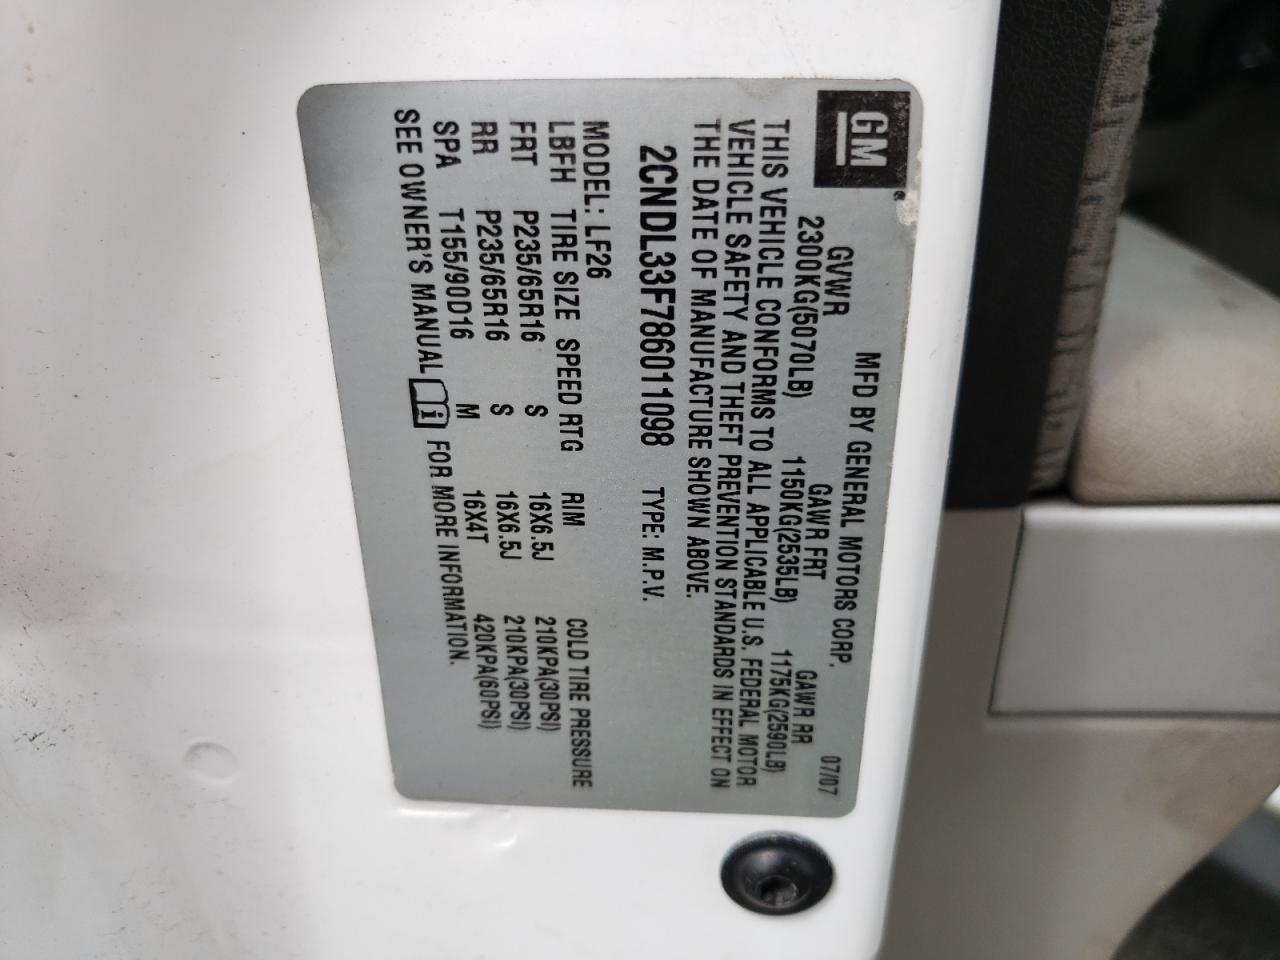 GM®
MFD BY GENERAL MOTORS CORP. 07/07
GVWR GAWR FRT GAWR RR
2300KG(5070LB) 1150KG(2535LB) 1175KG(2590LB)
THIS VEHICLE CONFORMS TO ALL APPLICABLE U.S. FEDERAL MOTOR
VEHICLE SAFETY AND THEFT PREVENTION STANDARDS IN EFFECT ON
THE DATE OF MANUFACTURE SHOWN ABOVE.
2CNDL33F786011098 TYPE: M.P.V.
MODEL: LF26
LBFH TIRE SIZE SPEED RTG RIM COLD TIRE PRESSURE
FRT P235/65R16 S 16X6.5J 210KPA(30PSI)
RR P235/65R16 S 16X6.5J 210KPA(30PSI)
SPA T155/90D16 M 16X4T 420KPA(60PSI)
SEE OWNER'S MANUAL i FOR MORE INFORMATION.